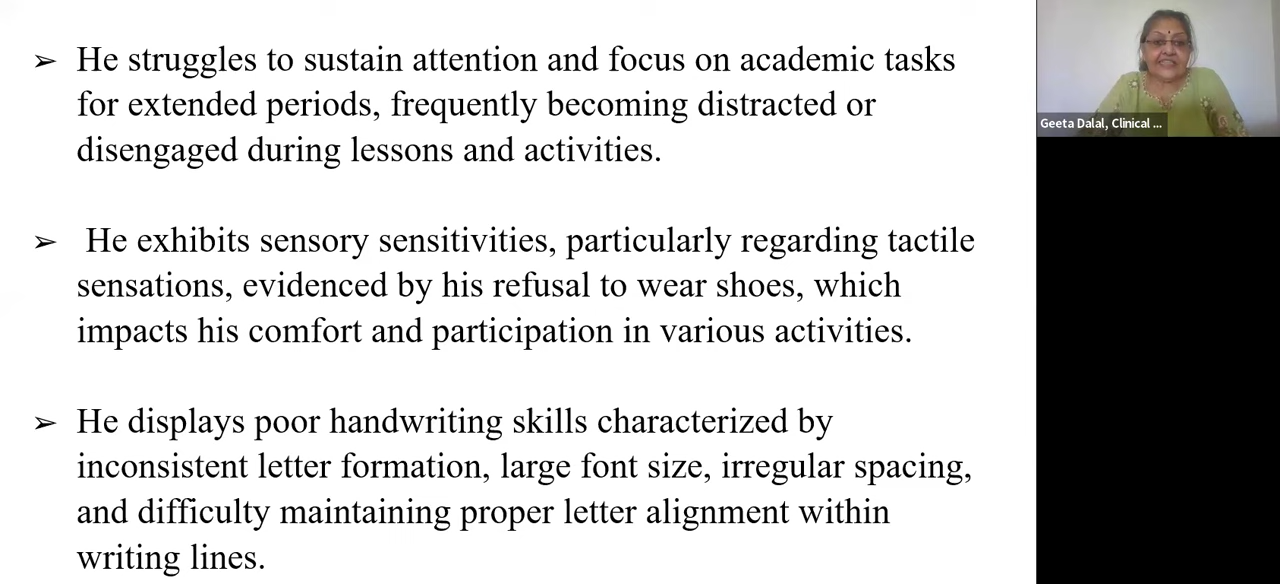 ➢ He struggles to sustain attention and focus on academic tasks
for extended periods, frequently becoming distracted or
disengaged during lessons and activities.
➢ He exhibits sensory sensitivities, particularly regarding tactile
sensations, evidenced by his refusal to wear shoes, which
impacts his comfort and participation in various activities.
➢ He displays poor handwriting skills characterized by
inconsistent letter formation, large font size, irregular spacing,
and difficulty maintaining proper letter alignment within
writing lines.
Geeta Dalal, Clinical ...